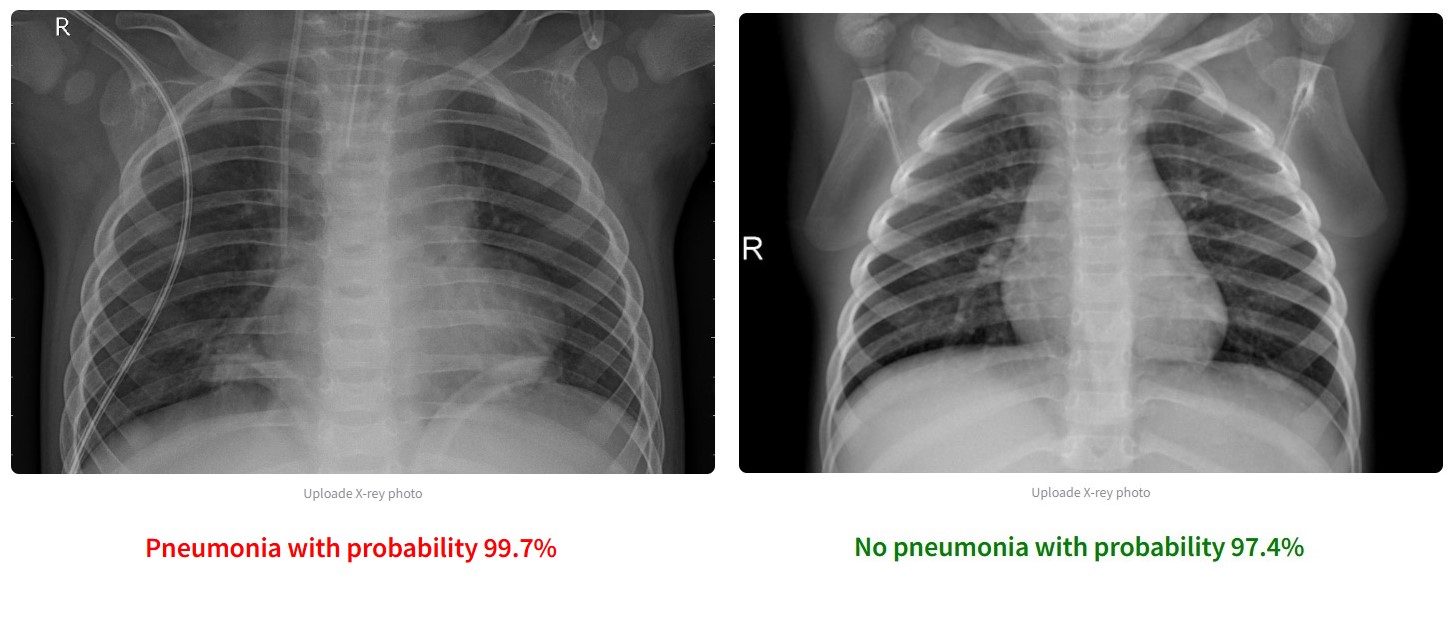 R
R
Uploade X-rey photo
Uploade X-rey photo
Pneumonia with probability 99.7%
No pneumonia with probability 97.4%